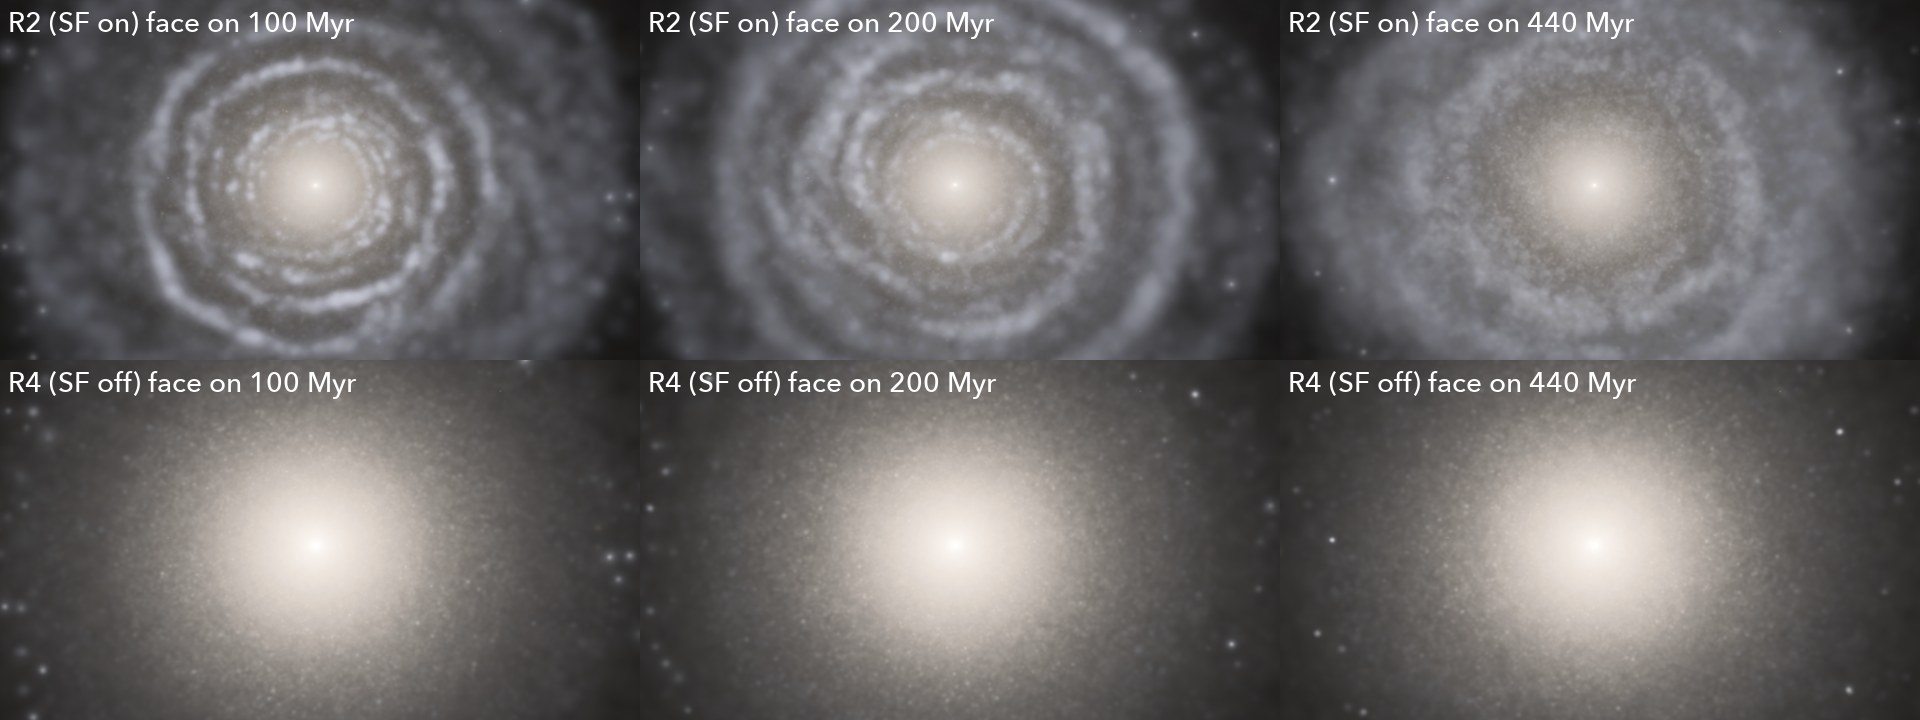 R2 (SF on) face on 100 Myr
R2 (SF on) face on 200 Myr
R2 (SF on) face on 440 Myr
R4 (SF off) face on 100 Myr
R4 (SF off) face on 200 Myr
R4 (SF off) face on 440 Myr